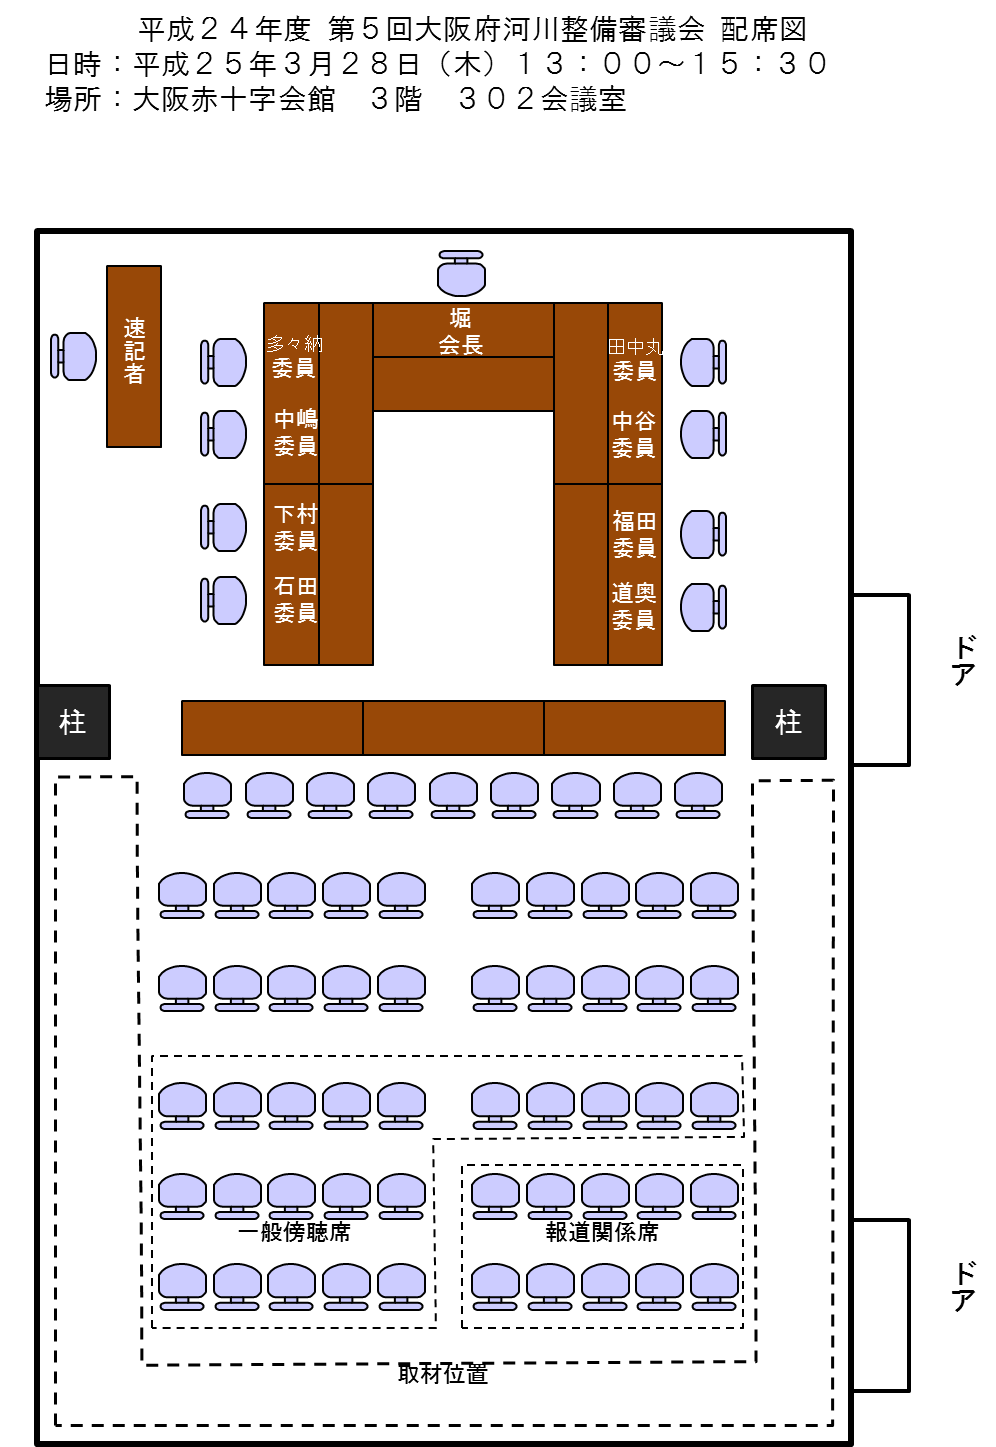 平成２４年度 第５回大阪府河川整備審議会 配席図
日時：平成２５年３月２８日（木）１３：００～１５：３０
場所：大阪赤十字会館　３階　３０２会議室
速記者
堀
会長
多々納
委員
中嶋
委員
下村
委員
石田
委員
田中丸
委員
中谷
委員
福田
委員
道奥
委員
ドア
柱
柱
一般傍聴席
報道関係席
ドア
取材位置